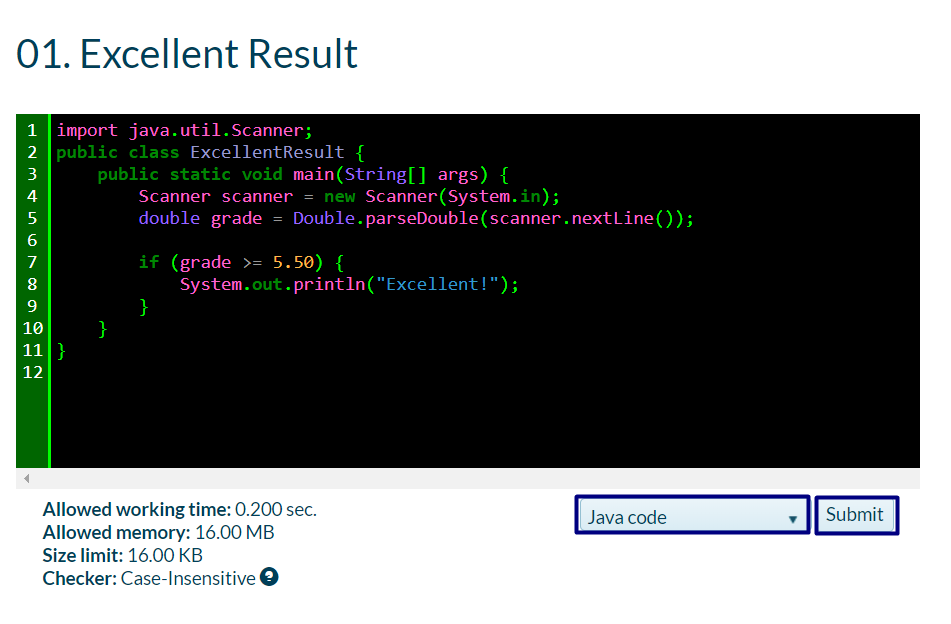 01. Excellent Result
1 import java.util.Scanner;
2 public class ExcellentResult {
3     public static void main(String[] args) {
4         Scanner scanner = new Scanner(System.in);
5         double grade = Double.parseDouble(scanner.nextLine());
6
7         if (grade >= 5.50) {
8             System.out.println("Excellent!");
9         }
10     }
11 }
12
Allowed working time: 0.200 sec.
Allowed memory: 16.00 MB
Size limit: 16.00 KB
Checker: Case-Insensitive ?
Java code
Submit